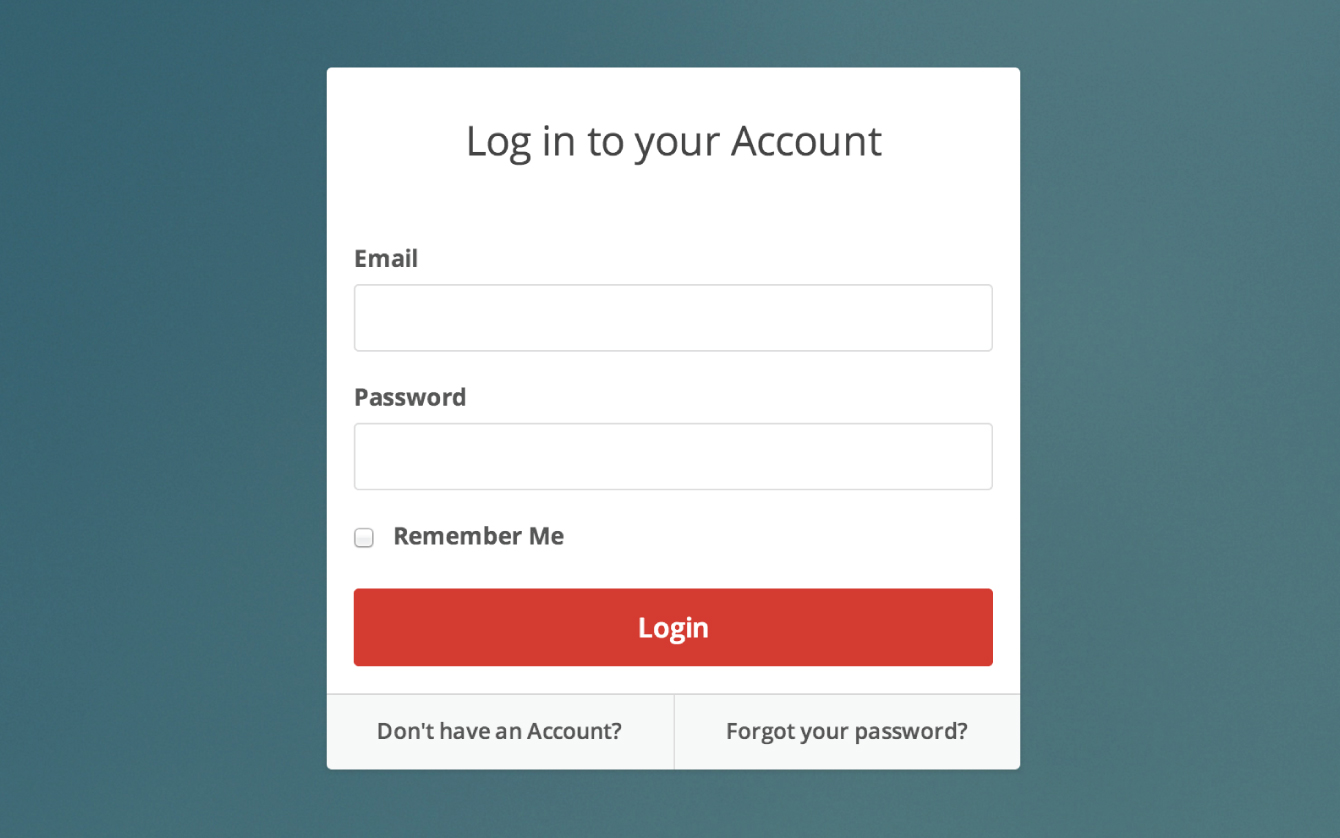 Log in to your Account
Email
Password
Remember Me
Login
Don't have an Account?
Forgot your password?